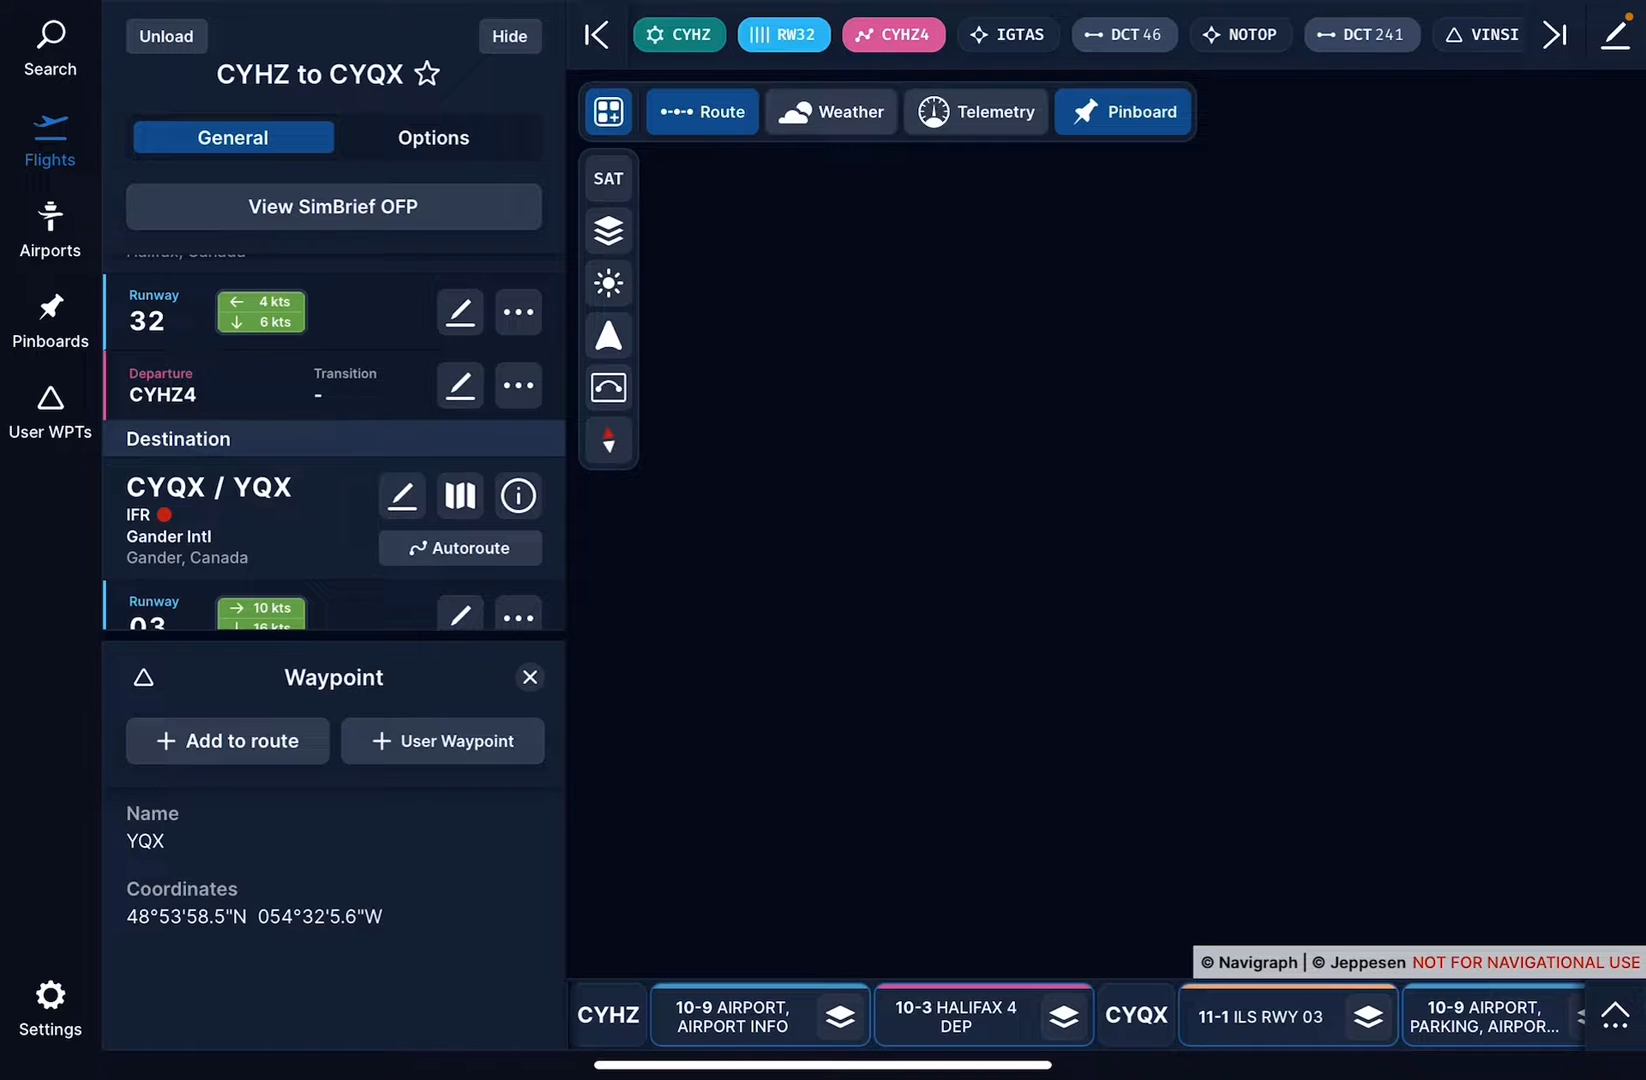 Search
Flights
Airports
Pinboards
User WPTs
Settings
Unload
Hide
CYHZ to CYQX
General
Options
View SimBrief OFP
Halifax, Canada
Runway
32
4 kts
6 kts
Departure
CYHZ4
Transition
-
Destination
CYQX / YQX
IFR
Gander Intl
Gander, Canada
Autoroute
Runway
03
10 kts
16 kts
Waypoint
Add to route
User Waypoint
Name
YQX
Coordinates
48°53'58.5"N 054°32'5.6"W
CYHZ
RW32
CYHZ4
IGTAS
DCT 46
NOTOP
DCT 241
VINSI
Route
Weather
Telemetry
Pinboard
SAT
© Navigraph | © Jeppesen NOT FOR NAVIGATIONAL USE
CYHZ
10-9 AIRPORT,
AIRPORT INFO
10-3 HALIFAX 4
DEP
CYQX
11-1 ILS RWY 03
10-9 AIRPORT,
PARKING, AIRPOR...